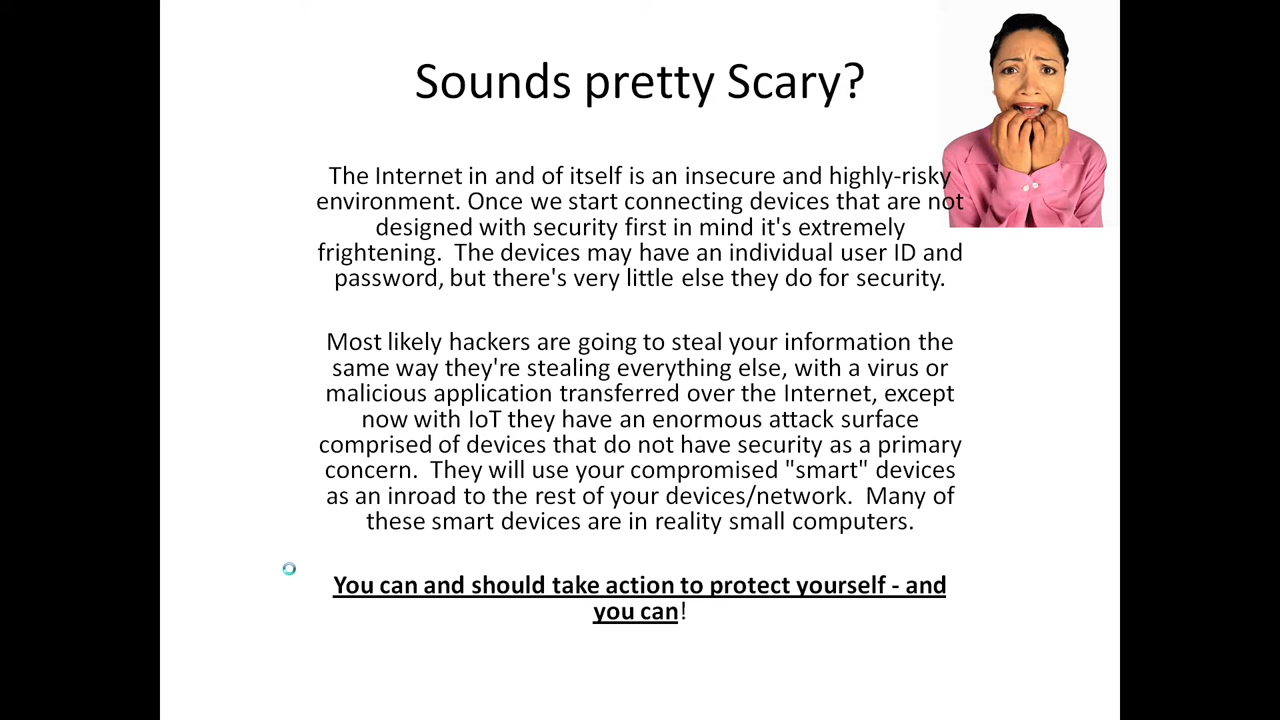 Sounds pretty Scary?
The Internet in and of itself is an insecure and highly-risky
environment. Once we start connecting devices that are not
designed with security first in mind it's extremely
frightening.  The devices may have an individual user ID and
password, but there's very little else they do for security.
Most likely hackers are going to steal your information the
same way they're stealing everything else, with a virus or
malicious application transferred over the Internet, except
now with IoT they have an enormous attack surface
comprised of devices that do not have security as a primary
concern.  They will use your compromised "smart" devices
as an inroad to the rest of your devices/network.  Many of
these smart devices are in reality small computers.
You can and should take action to protect yourself - and
you can!